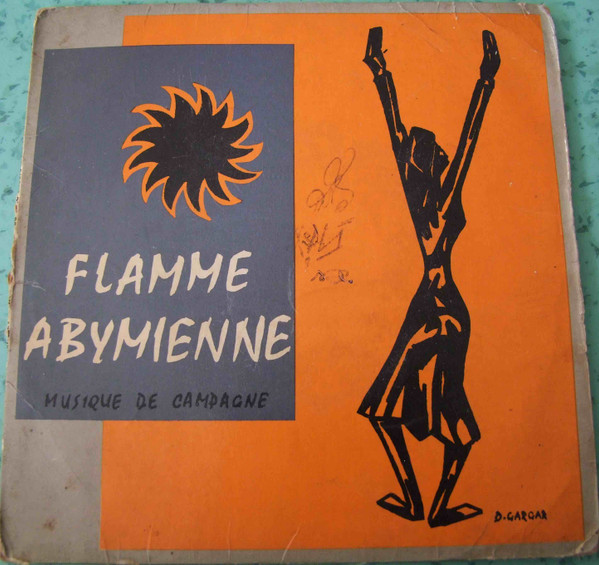 FLAMME
ABYMIENNE
MUSIQUE DE CAMPAGNE
D. GARGAR